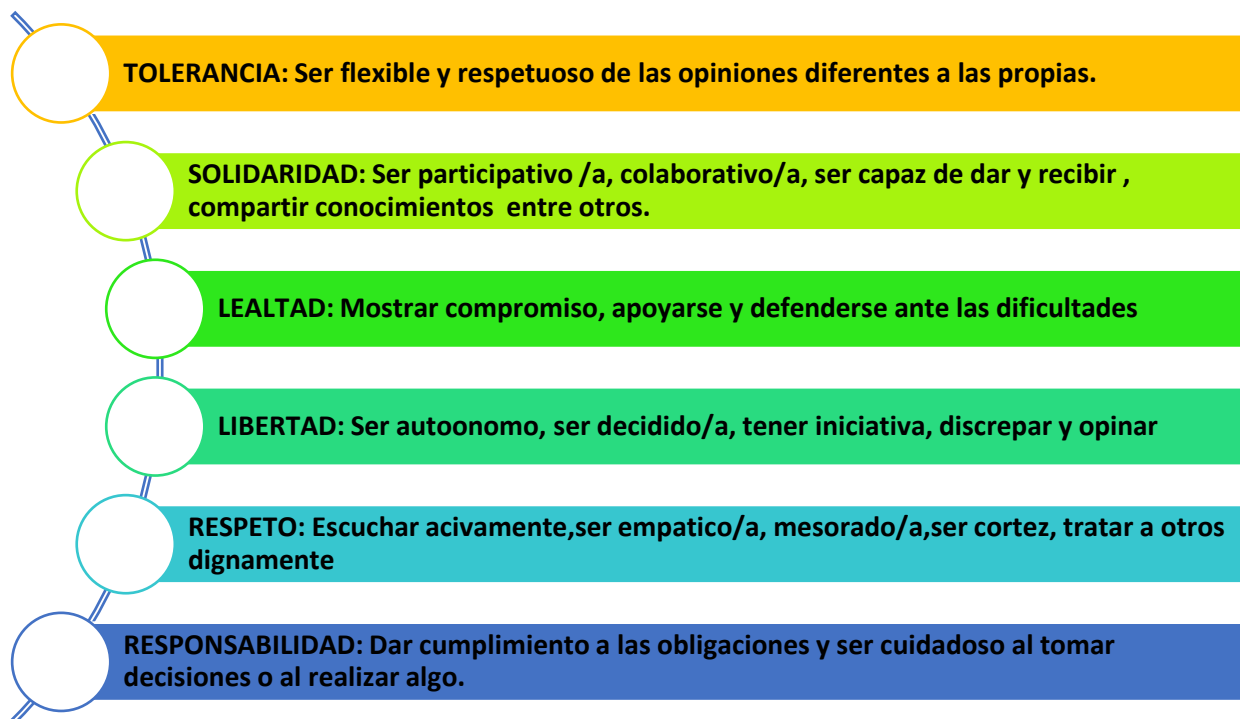 TOLERANCIA: Ser flexible y respetuoso de las opiniones diferentes a las propias.
SOLIDARIDAD: Ser participativo /a, colaborativo/a, ser capaz de dar y recibir ,
compartir conocimientos  entre otros.
LEALTAD: Mostrar compromiso, apoyarse y defenderse ante las dificultades
LIBERTAD: Ser autoonomo, ser decidido/a, tener iniciativa, discrepar y opinar
RESPETO: Escuchar acivamente,ser empatico/a, mesorado/a,ser cortez, tratar a otros
dignamente
RESPONSABILIDAD: Dar cumplimiento a las obligaciones y ser cuidadoso al tomar
decisiones o al realizar algo.